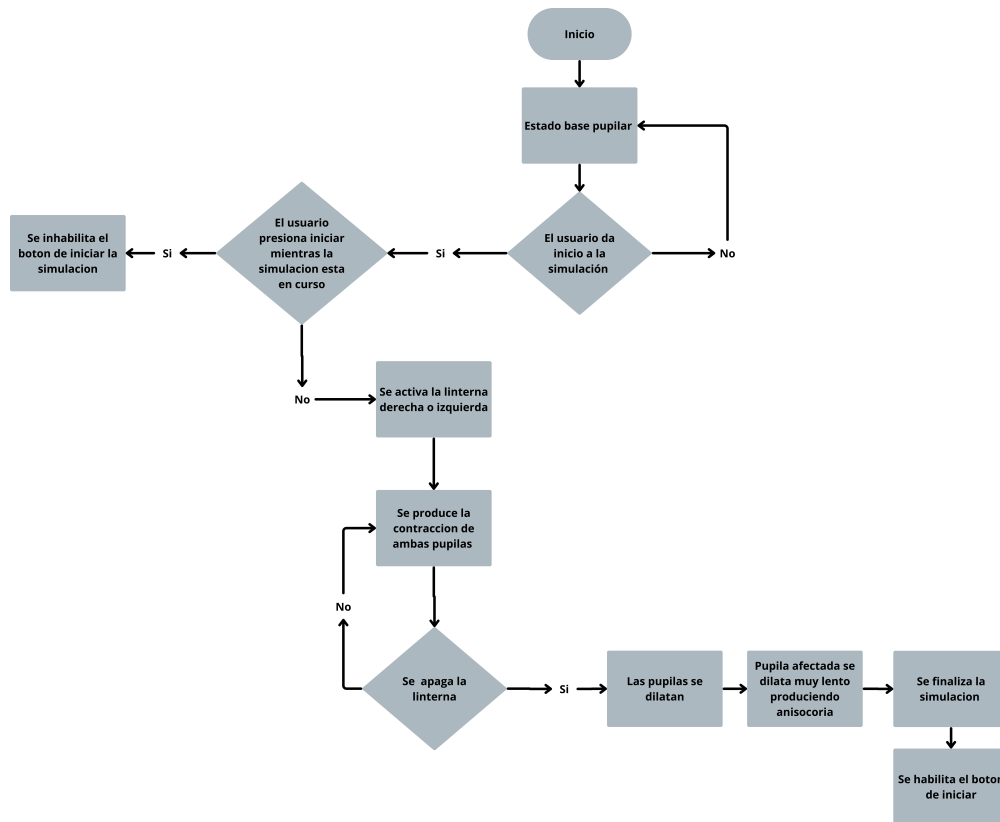 Inicio
Estado base pupilar
El usuario da
inicio a la
simulación
No
Si
El usuario
presiona iniciar
mientras la
simulacion esta
en curso
Si
Se inhabilita el
boton de iniciar la
simulacion
No
Se activa la linterna
derecha o izquierda
Se produce la
contraccion de
ambas pupilas
No
Se apaga la
linterna
Si
Las pupilas se
dilatan
Pupila afectada se
dilata muy lento
produciendo
anisocoria
Se finaliza la
simulacion
Se habilita el boton
de iniciar